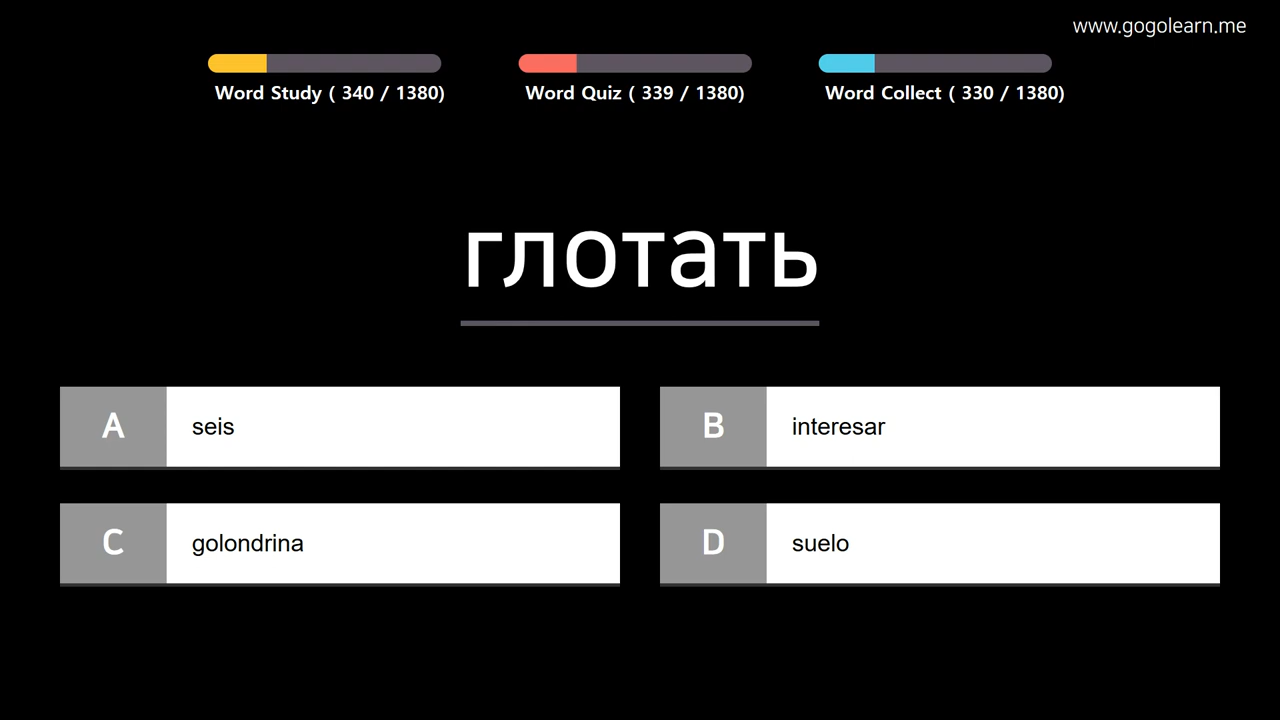 www.gogolearn.me
Word Study ( 340 / 1380)
Word Quiz ( 339 / 1380)
Word Collect ( 330 / 1380)
глотать
A seis
B interesar
C golondrina
D suelo